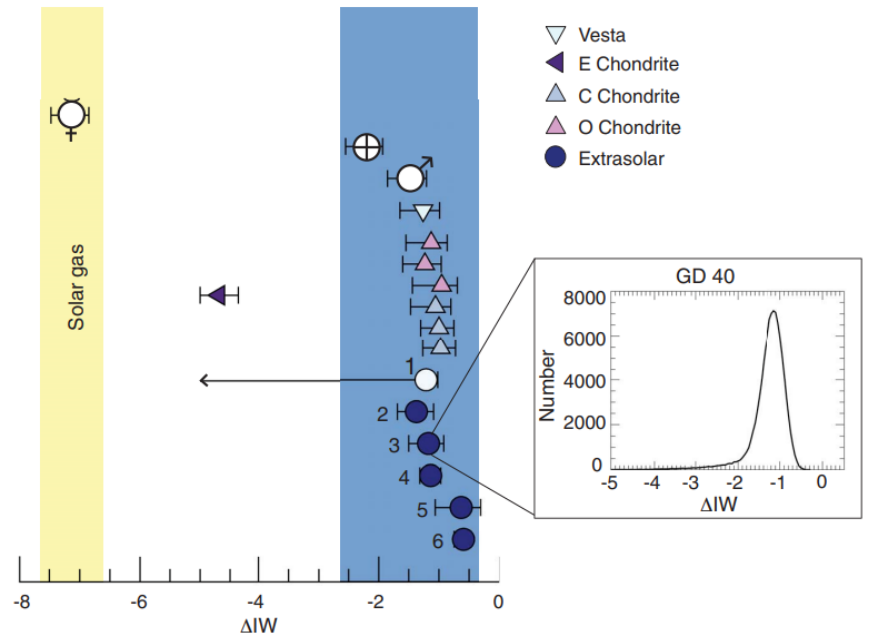 Vesta
E Chondrite
C Chondrite
O Chondrite
Extrasolar
Solar gas
1
2
3
4
5
6
-8 -6 -4 -2 0
ΔIW
GD 40
Number
8000
6000
4000
2000
0
-5 -4 -3 -2 -1 0
ΔIW